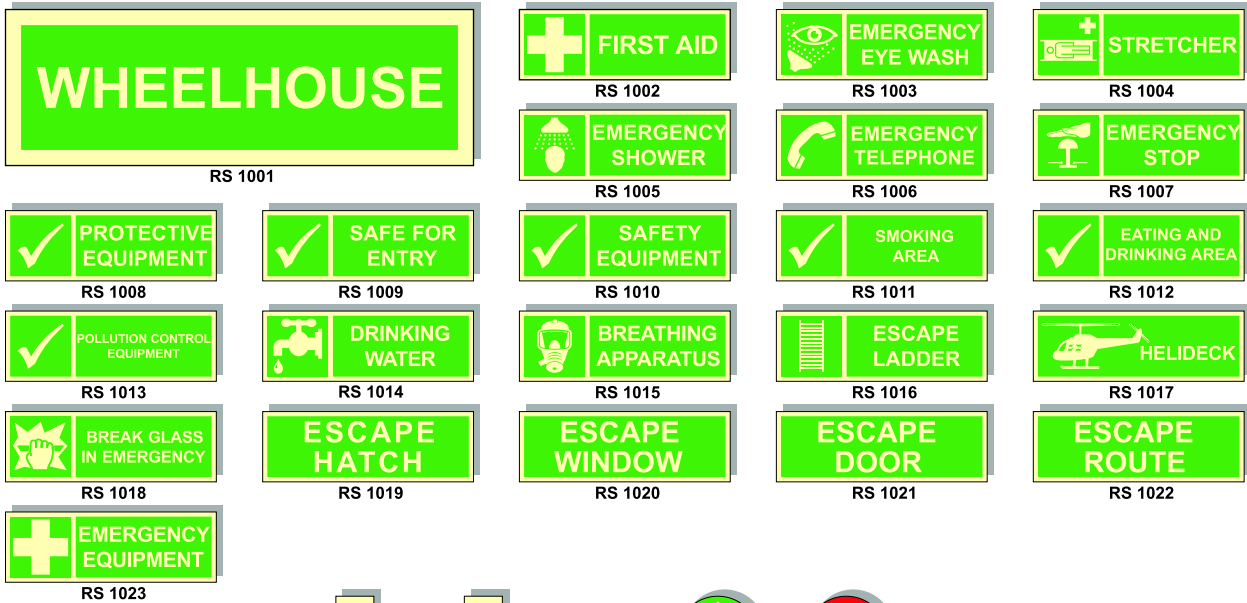 WHEELHOUSE
RS 1001
FIRST AID
RS 1002
EMERGENCY
EYE WASH
RS 1003
STRETCHER
RS 1004
EMERGENCY
SHOWER
RS 1005
EMERGENCY
TELEPHONE
RS 1006
EMERGENCY
STOP
RS 1007
PROTECTIVE
EQUIPMENT
RS 1008
SAFE FOR
ENTRY
RS 1009
SAFETY
EQUIPMENT
RS 1010
SMOKING
AREA
RS 1011
EATING AND
DRINKING AREA
RS 1012
POLLUTION CONTROL
EQUIPMENT
RS 1013
DRINKING
WATER
RS 1014
BREATHING
APPARATUS
RS 1015
ESCAPE
LADDER
RS 1016
HELIDECK
RS 1017
BREAK GLASS
IN EMERGENCY
RS 1018
ESCAPE
HATCH
RS 1019
ESCAPE
WINDOW
RS 1020
ESCAPE
DOOR
RS 1021
ESCAPE
ROUTE
RS 1022
EMERGENCY
EQUIPMENT
RS 1023